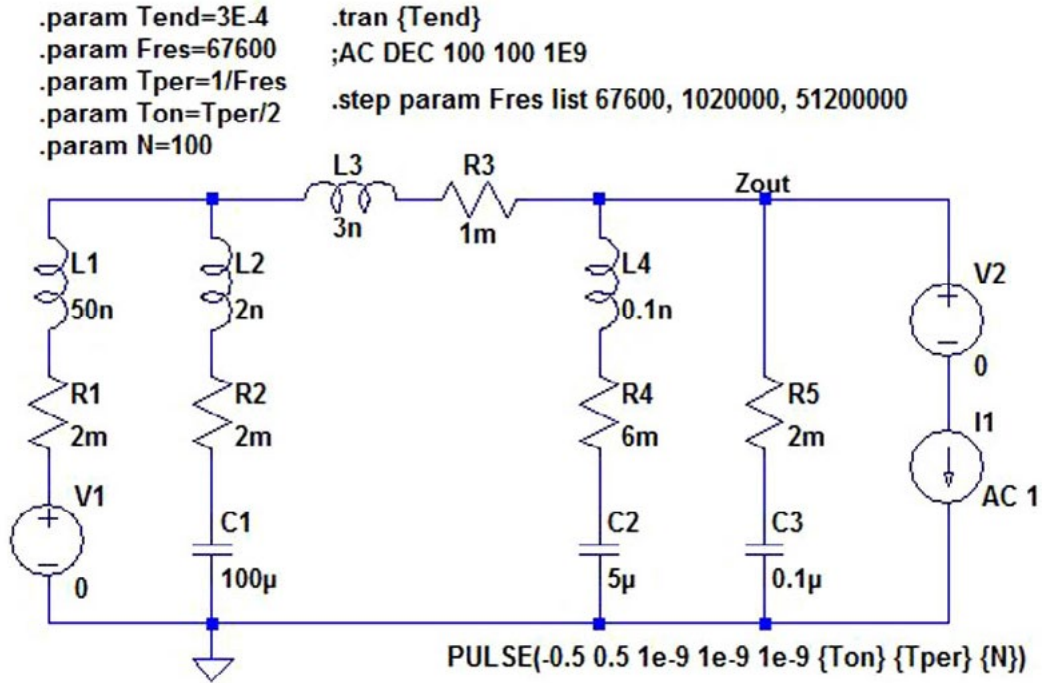 .param Tend=3E-4
.param Fres=67600
.param Tper=1/Fres
.param Ton=Tper/2
.param N=100
.tran {Tend}
;AC DEC 100 100 1E9
.step param Fres list 67600, 1020000, 51200000
L3
3n
R3
1m
Zout
L1
50n
L2
2n
L4
0.1n
V2
0
R1
2m
R2
2m
R4
6m
R5
2m
I1
AC 1
V1
0
C1
100µ
C2
5µ
C3
0.1µ
PULSE(-0.5 0.5 1e-9 1e-9 1e-9 {Ton} {Tper} {N})